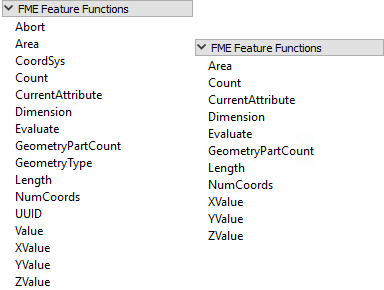 FME Feature Functions
Abort
Area
CoordSys
Count
CurrentAttribute
Dimension
Evaluate
GeometryPartCount
GeometryType
Length
NumCoords
UUID
Value
XValue
YValue
ZValue
FME Feature Functions
Area
Count
CurrentAttribute
Dimension
Evaluate
GeometryPartCount
Length
NumCoords
XValue
YValue
ZValue